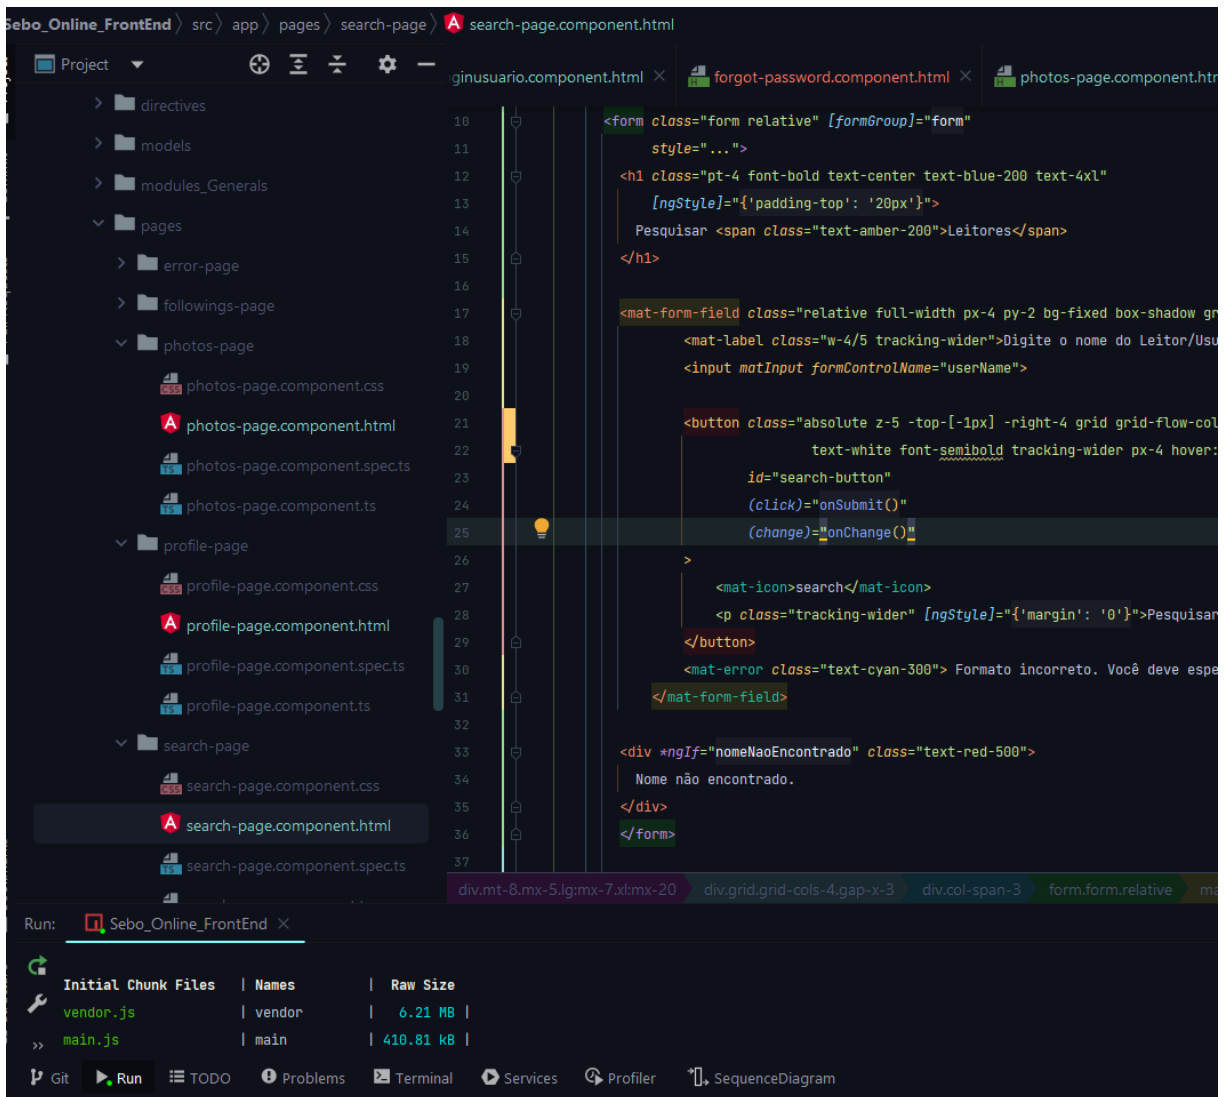 Sebo_Online_FrontEnd src app pages search-page search-page.component.html
Project
ginusuario.component.html forgot-password.component.html photos-page.component.htm
directives
models
modules_Generals
pages
error-page
followings-page
photos-page
photos-page.component.css
photos-page.component.html
photos-page.component.spec.ts
photos-page.component.ts
profile-page
profile-page.component.css
profile-page.component.html
profile-page.component.spec.ts
profile-page.component.ts
search-page
search-page.component.css
search-page.component.html
search-page.component.spec.ts
10 <form class="form relative" [formGroup]="form"
11 style="...">
12 <h1 class="pt-4 font-bold text-center text-blue-200 text-4xl"
13 [ngStyle]="{'padding-top': '20px'}">
14 Pesquisar <span class="text-amber-200">Leitores</span>
15 </h1>
16
17 <mat-form-field class="relative full-width px-4 py-2 bg-fixed box-shadow gr
18 <mat-label class="w-4/5 tracking-wider">Digite o nome do Leitor/Usu
19 <input matInput formControlName="userName">
20
21 <button class="absolute z-5 -top-[-1px] -right-4 grid grid-flow-col
22 text-white font-semibold tracking-wider px-4 hover:
23 id="search-button"
24 (click)="onSubmit()"
25 (change)="onChange()"
26 >
27 <mat-icon>search</mat-icon>
28 <p class="tracking-wider" [ngStyle]="{'margin': '0'}">Pesquisar
29 </button>
30 <mat-error class="text-cyan-300"> Formato incorreto. Você deve espe
31 </mat-form-field>
32
33 <div *ngIf="nomeNaoEncontrado" class="text-red-500">
34 Nome não encontrado.
35 </div>
36 </form>
37
div.mt-8.mx-5.lg:mx-7.xl:mx-20 div.grid.grid-cols-4.gap-x-3 div.col-span-3 form.form.relative ma
Run: Sebo_Online_FrontEnd
Initial Chunk Files | Names | Raw Size
vendor.js | vendor | 6.21 MB |
main.js | main | 410.81 kB |
Git Run TODO Problems Terminal Services Profiler SequenceDiagram